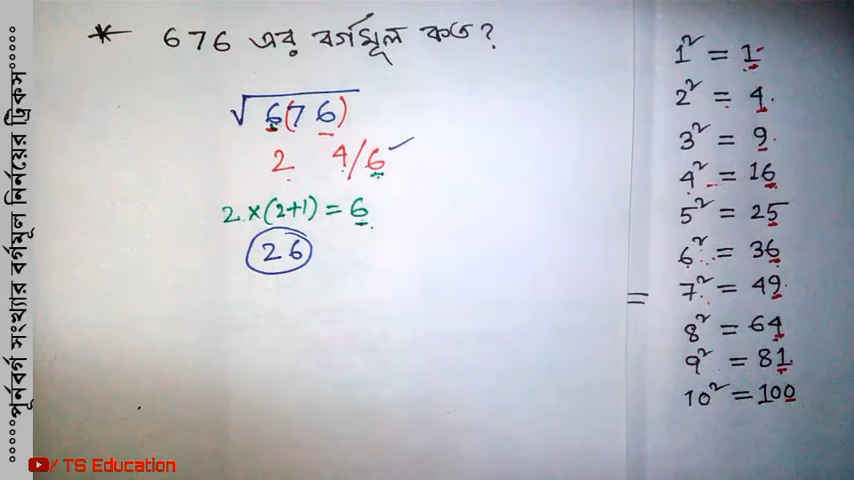 * 676 এর বর্গমূল কত?
√6(76)
2 4/6 ✓
2×(2+1) = 6
26
1² = 1
2² = 4
3² = 9
4² = 16
5² = 25
6² = 36
=
7² = 49
8² = 64
9² = 81
10² = 100
*****পূর্নবর্গ সংখ্যার বর্গমূল নির্নয়ের ট্রিকস*****
/ TS Education